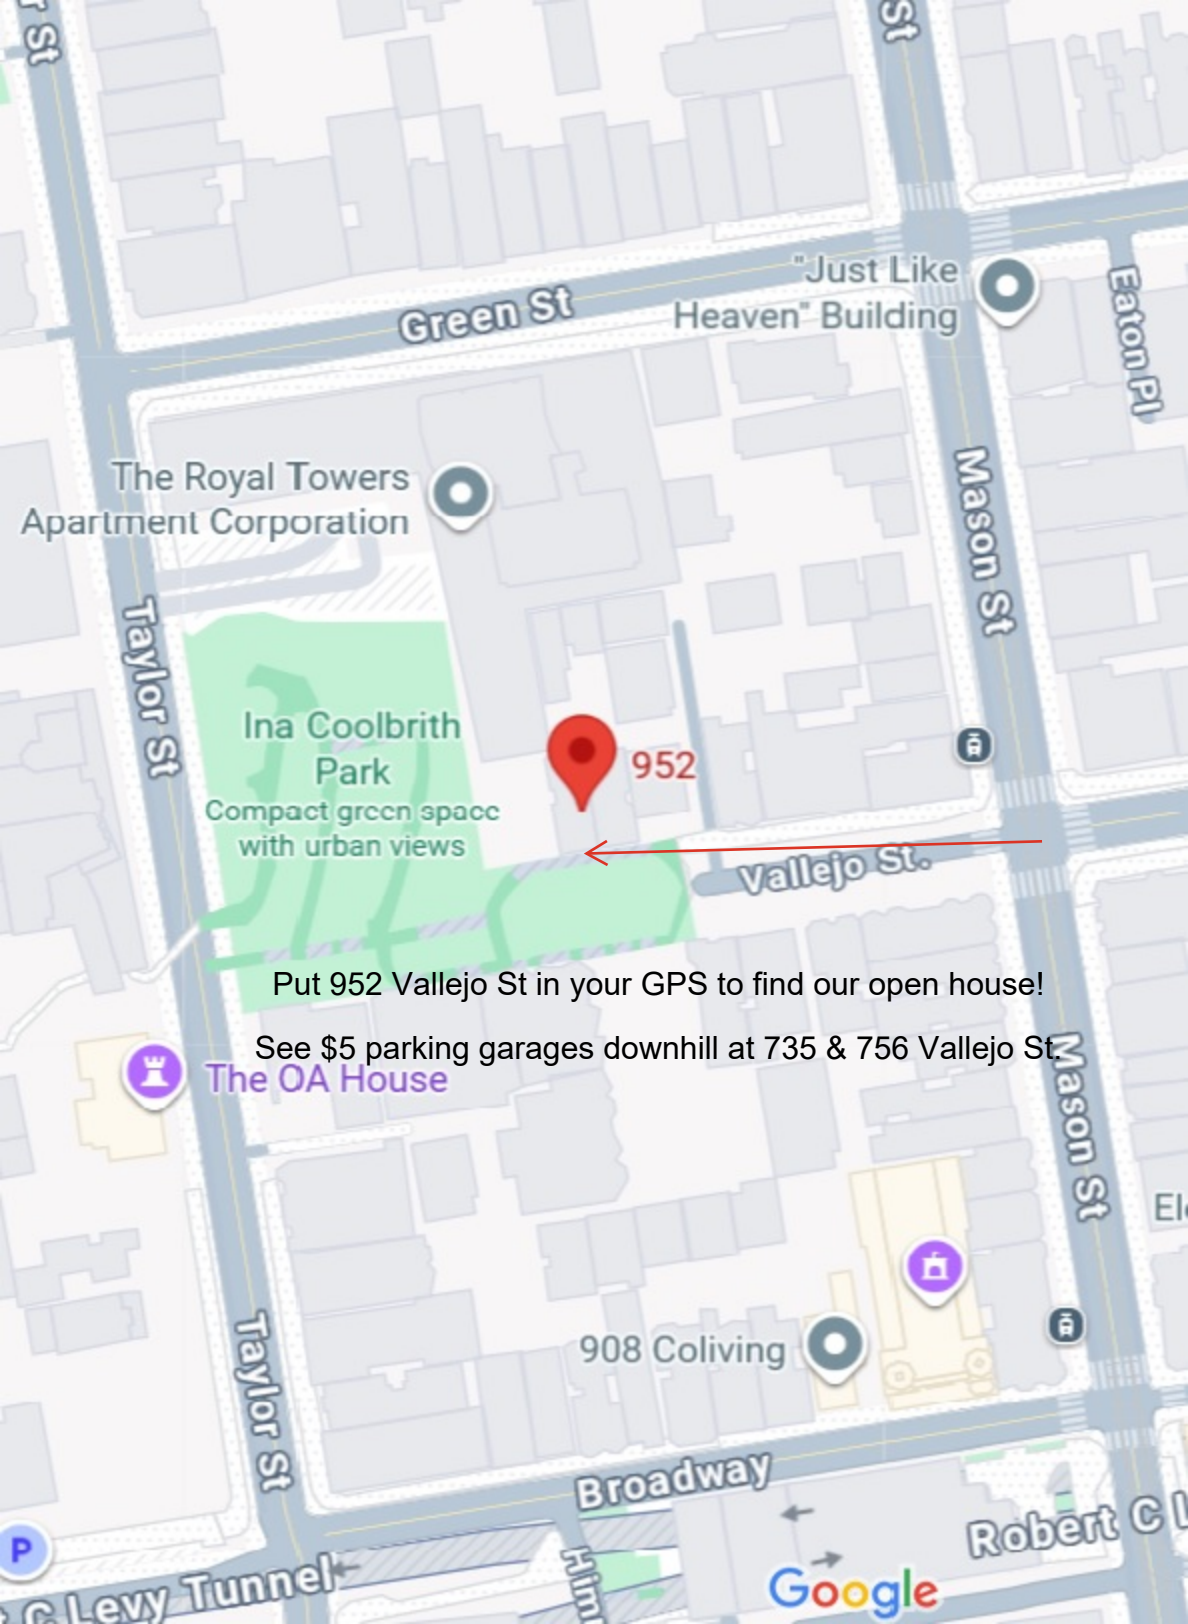 r St
St
"Just Like
Heaven" Building
Green St
Eaton Pl
The Royal Towers
Apartment Corporation
Mason St
Taylor St
Ina Coolbrith
Park
Compact green space
with urban views
952
Vallejo St.
Put 952 Vallejo St in your GPS to find our open house!
See $5 parking garages downhill at 735 & 756 Vallejo St.
The OA House
Mason St
Ele
908 Coliving
Taylor St
Broadway
Robert C L
P
t C Levy Tunnel
Him
Google